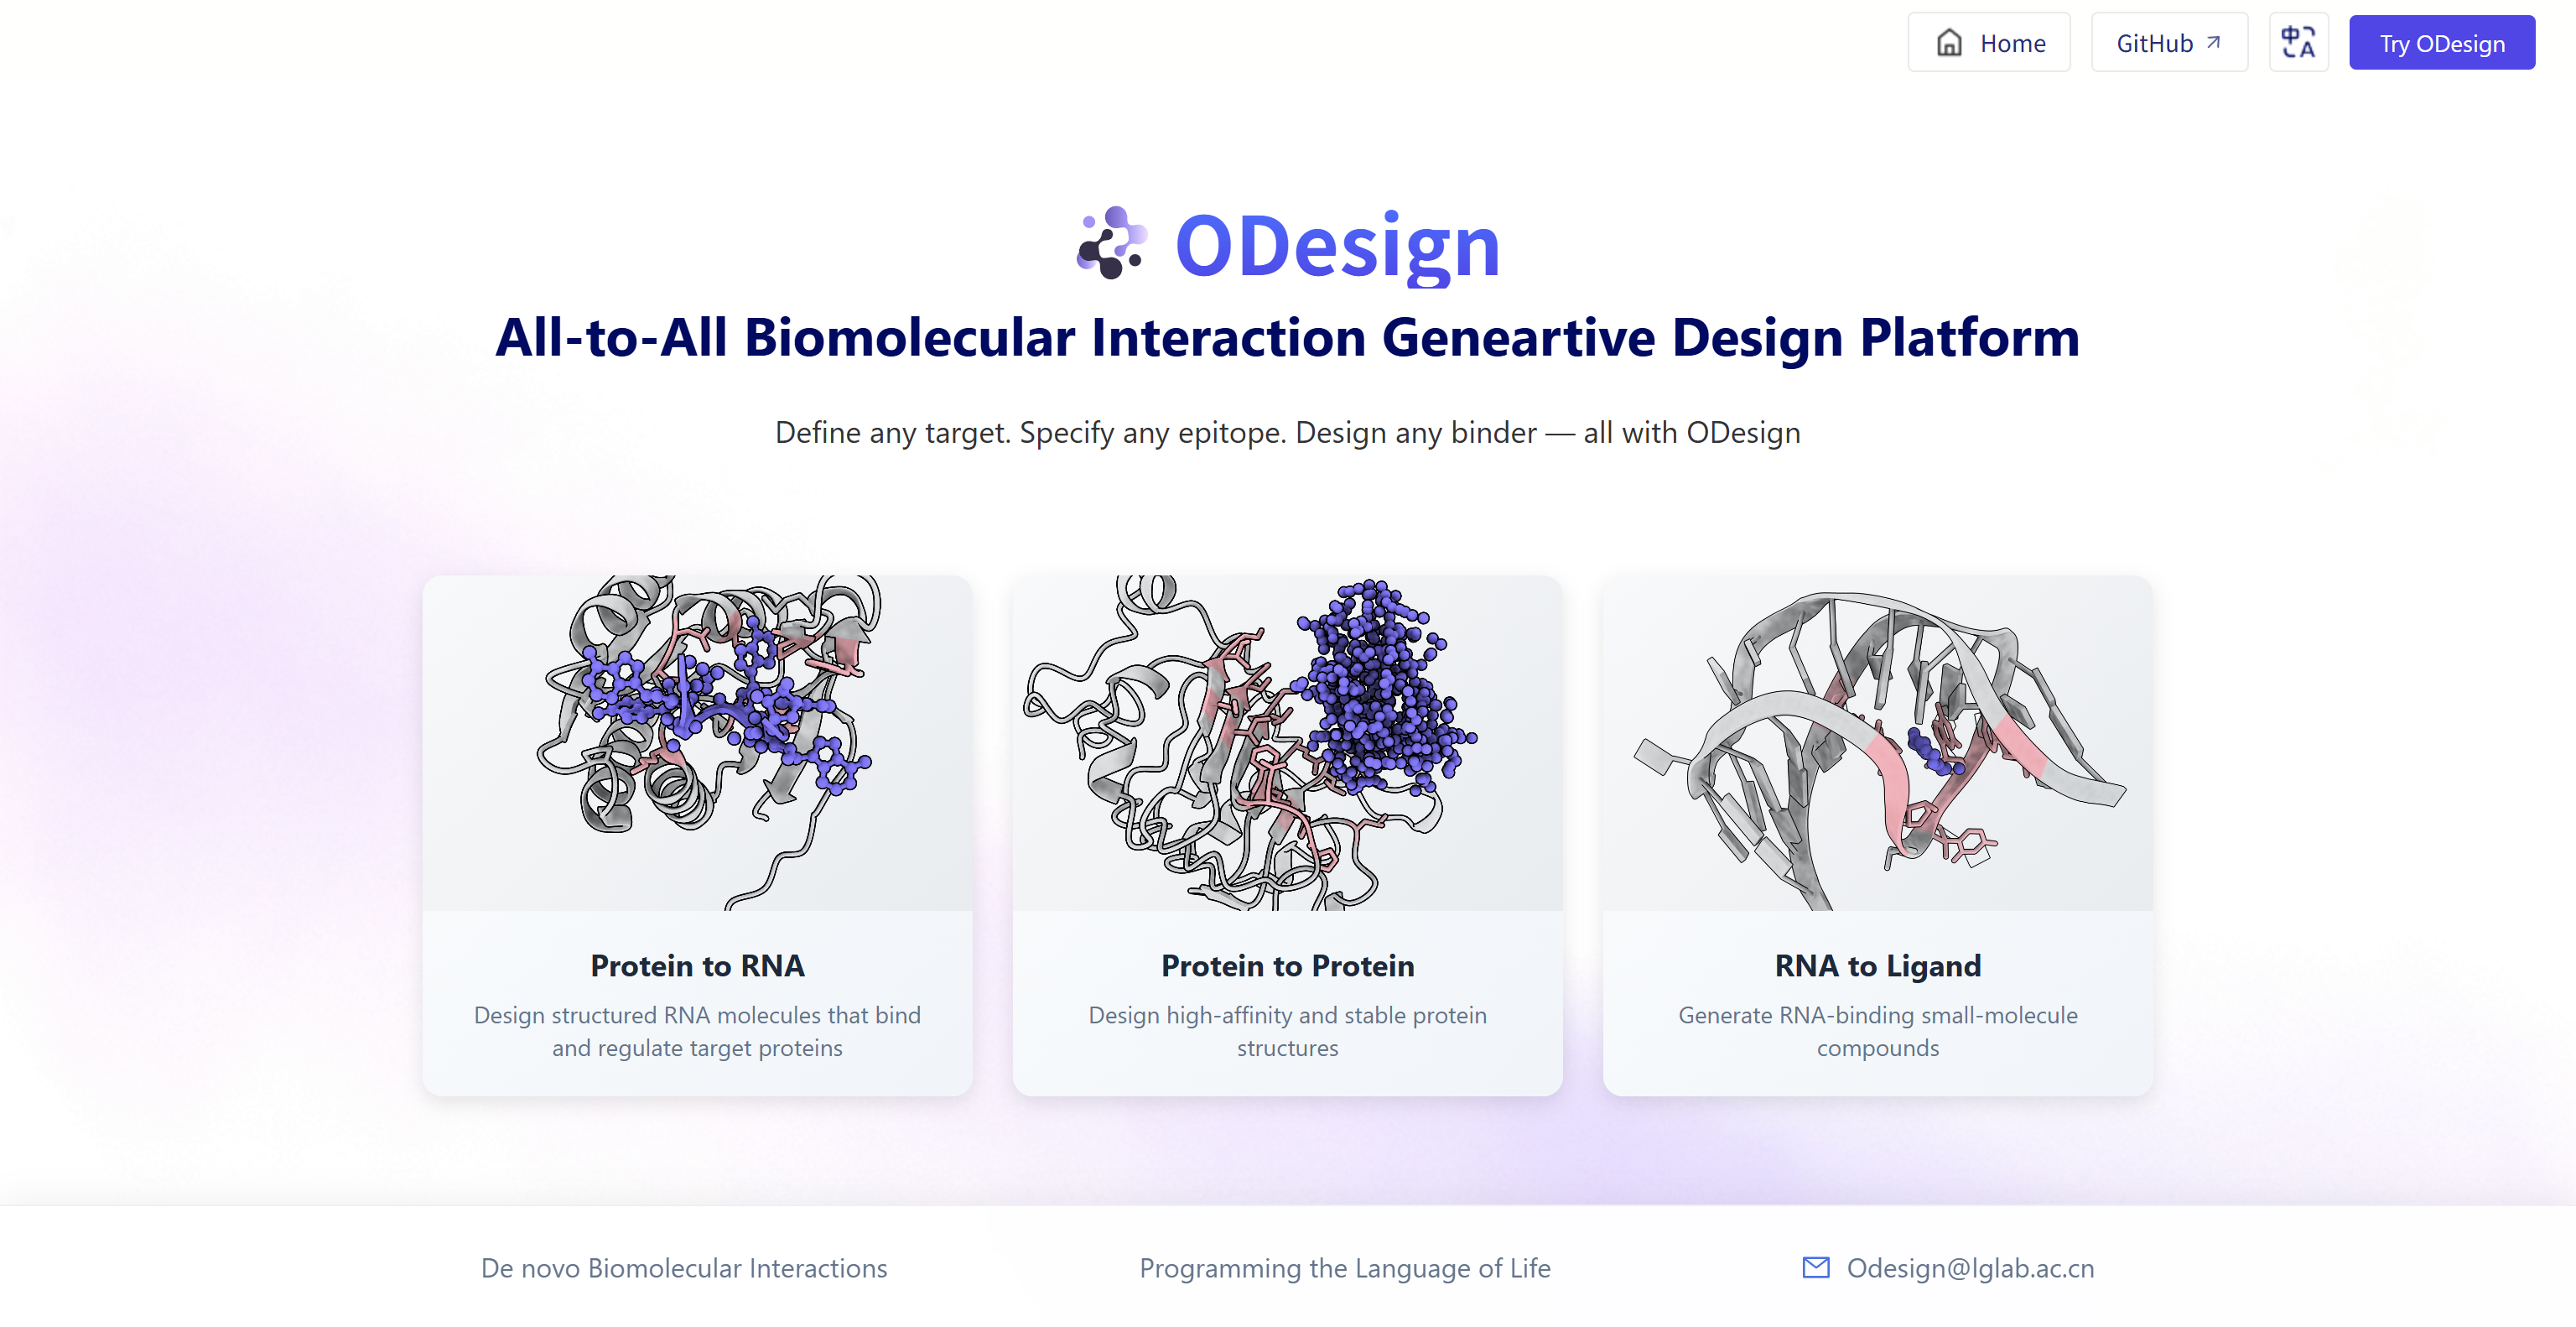 Home
GitHub
中 A
Try ODesign
ODesign
All-to-All Biomolecular Interaction Geneartive Design Platform
Define any target. Specify any epitope. Design any binder — all with ODesign
Protein to RNA
Design structured RNA molecules that bind
and regulate target proteins
Protein to Protein
Design high-affinity and stable protein
structures
RNA to Ligand
Generate RNA-binding small-molecule
compounds
De novo Biomolecular Interactions
Programming the Language of Life
Odesign@lglab.ac.cn